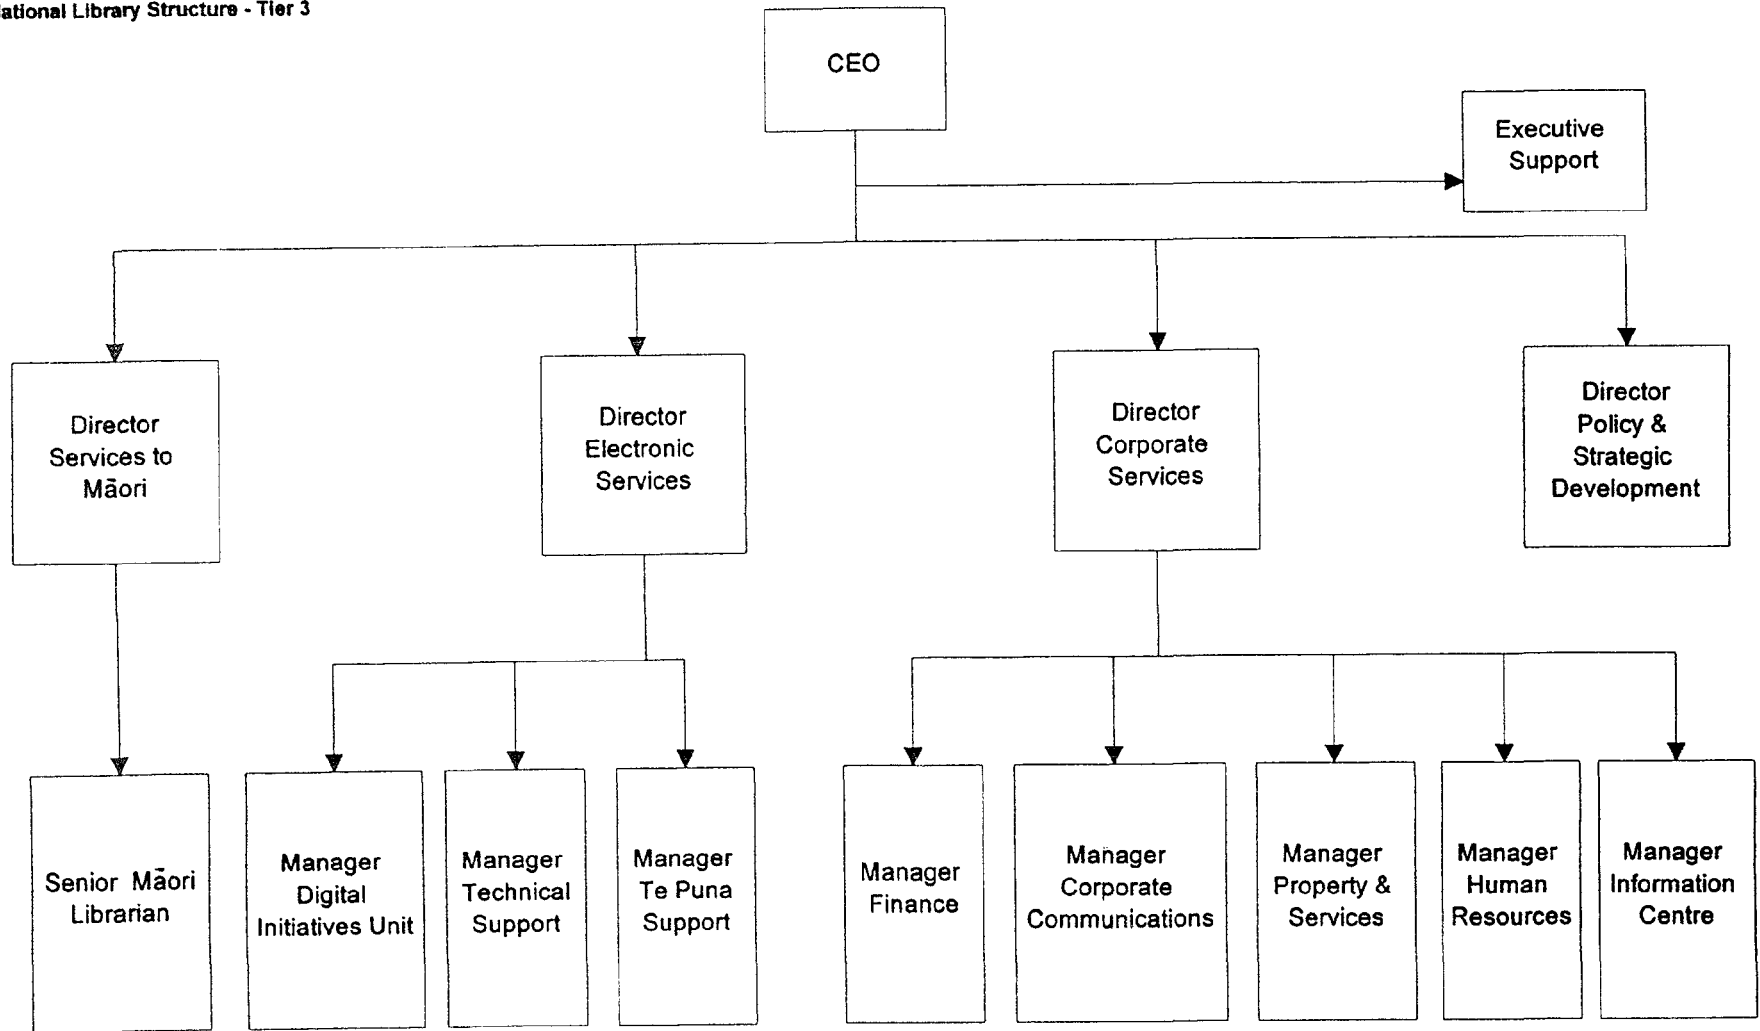 ational Library Structure - Tier 3
CEO
Executive
Support
Director
Services to
Māori
Director
Electronic
Services
Director
Corporate
Services
Director
Policy &
Strategic
Development
Senior Māori
Librarian
Manager
Digital
Initiatives Unit
Manager
Technical
Support
Manager
Te Puna
Support
Manager
Finance
Manager
Corporate
Communications
Manager
Property &
Services
Manager
Human
Resources
Manager
Information
Centre